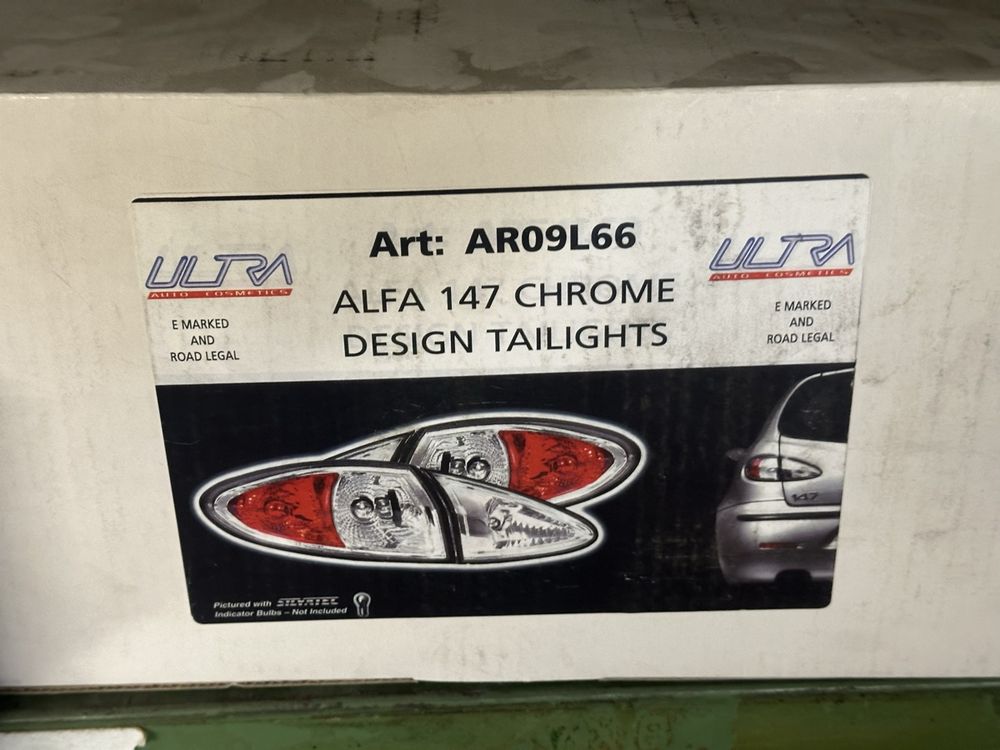 Art: AR09L66
ULTRA
AUTO COSMETICS
E MARKED
AND
ROAD LEGAL
ALFA 147 CHROME
DESIGN TAILIGHTS
ULTRA
AUTO COSMETICS
E MARKED
AND
ROAD LEGAL
147
Pictured with SILVATEC
Indicator Bulbs – Not Included